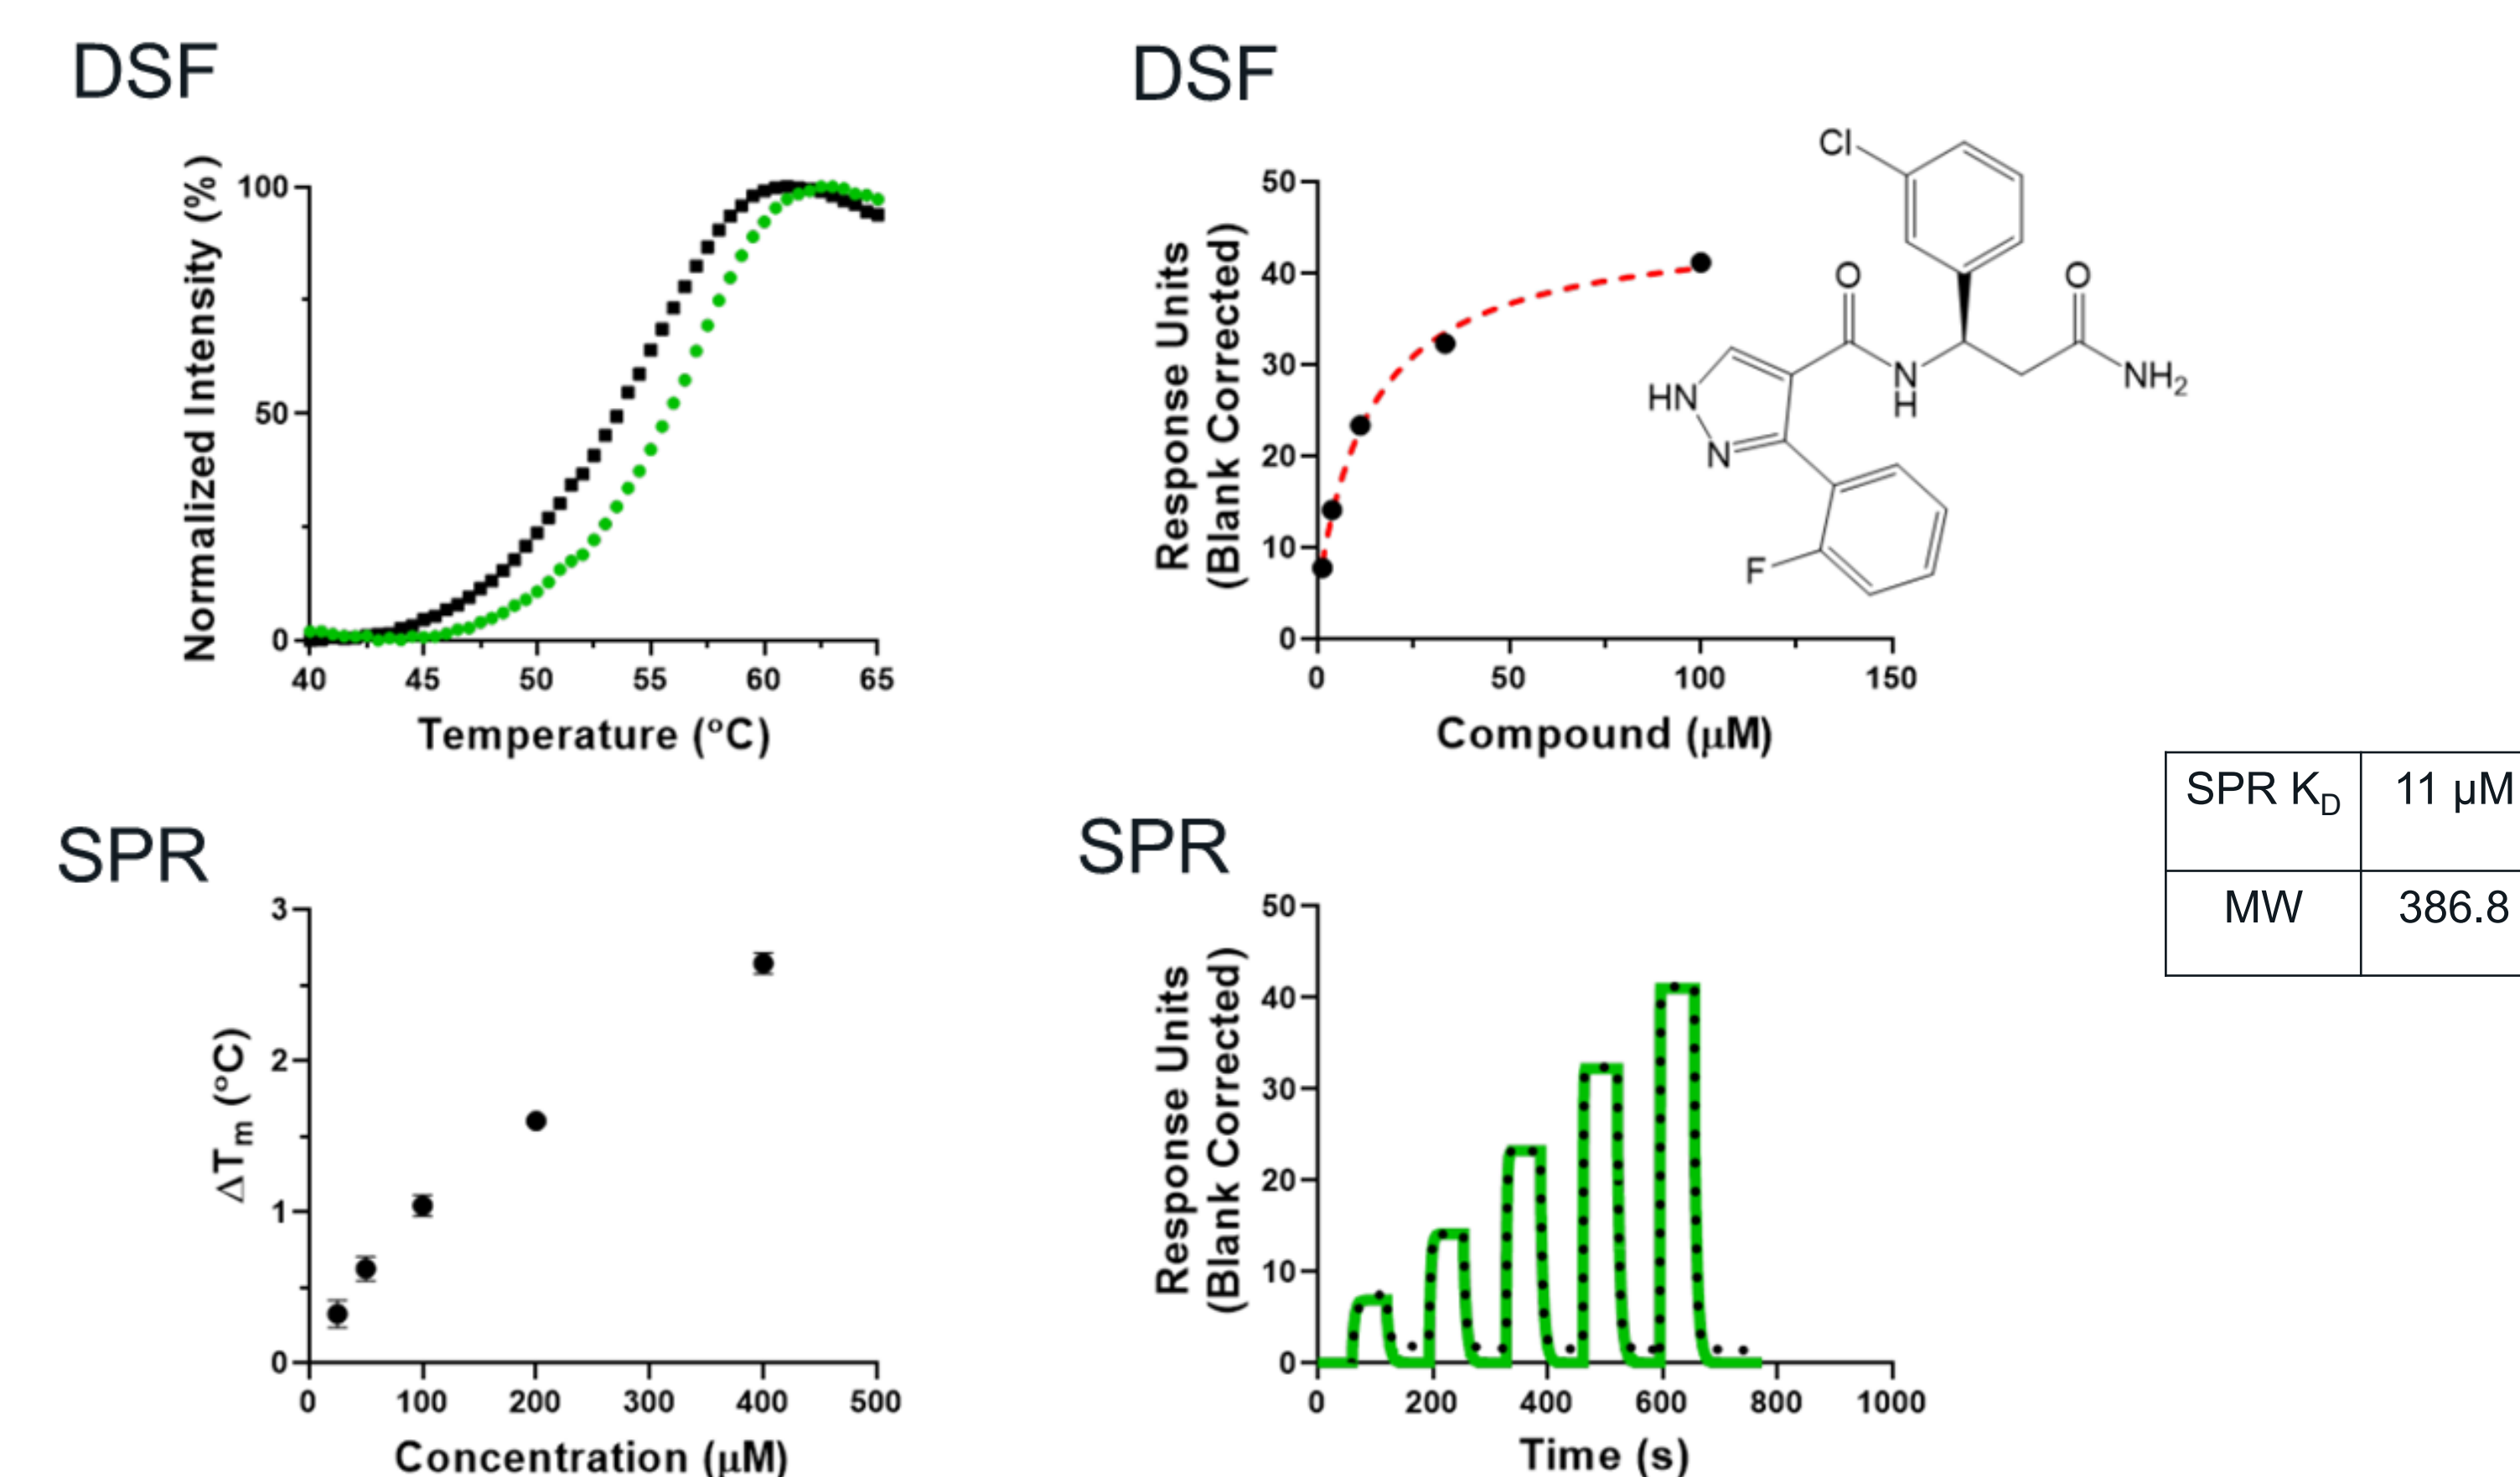 DSF
Normalized Intensity (%)
100
50
0
40 45 50 55 60 65
Temperature (°C)
DSF
Response Units
(Blank Corrected)
50
40
30
20
10
0
0 50 100 150
Compound (μM)
Cl
O
O
HN
N
N
H
NH₂
F
SPR
ΔTm (°C)
3
2
1
0
0 100 200 300 400 500
Concentration (μM)
SPR
Response Units
(Blank Corrected)
50
40
30
20
10
0
0 200 400 600 800 1000
Time (s)
SPR KD 11 μM
MW 386.8